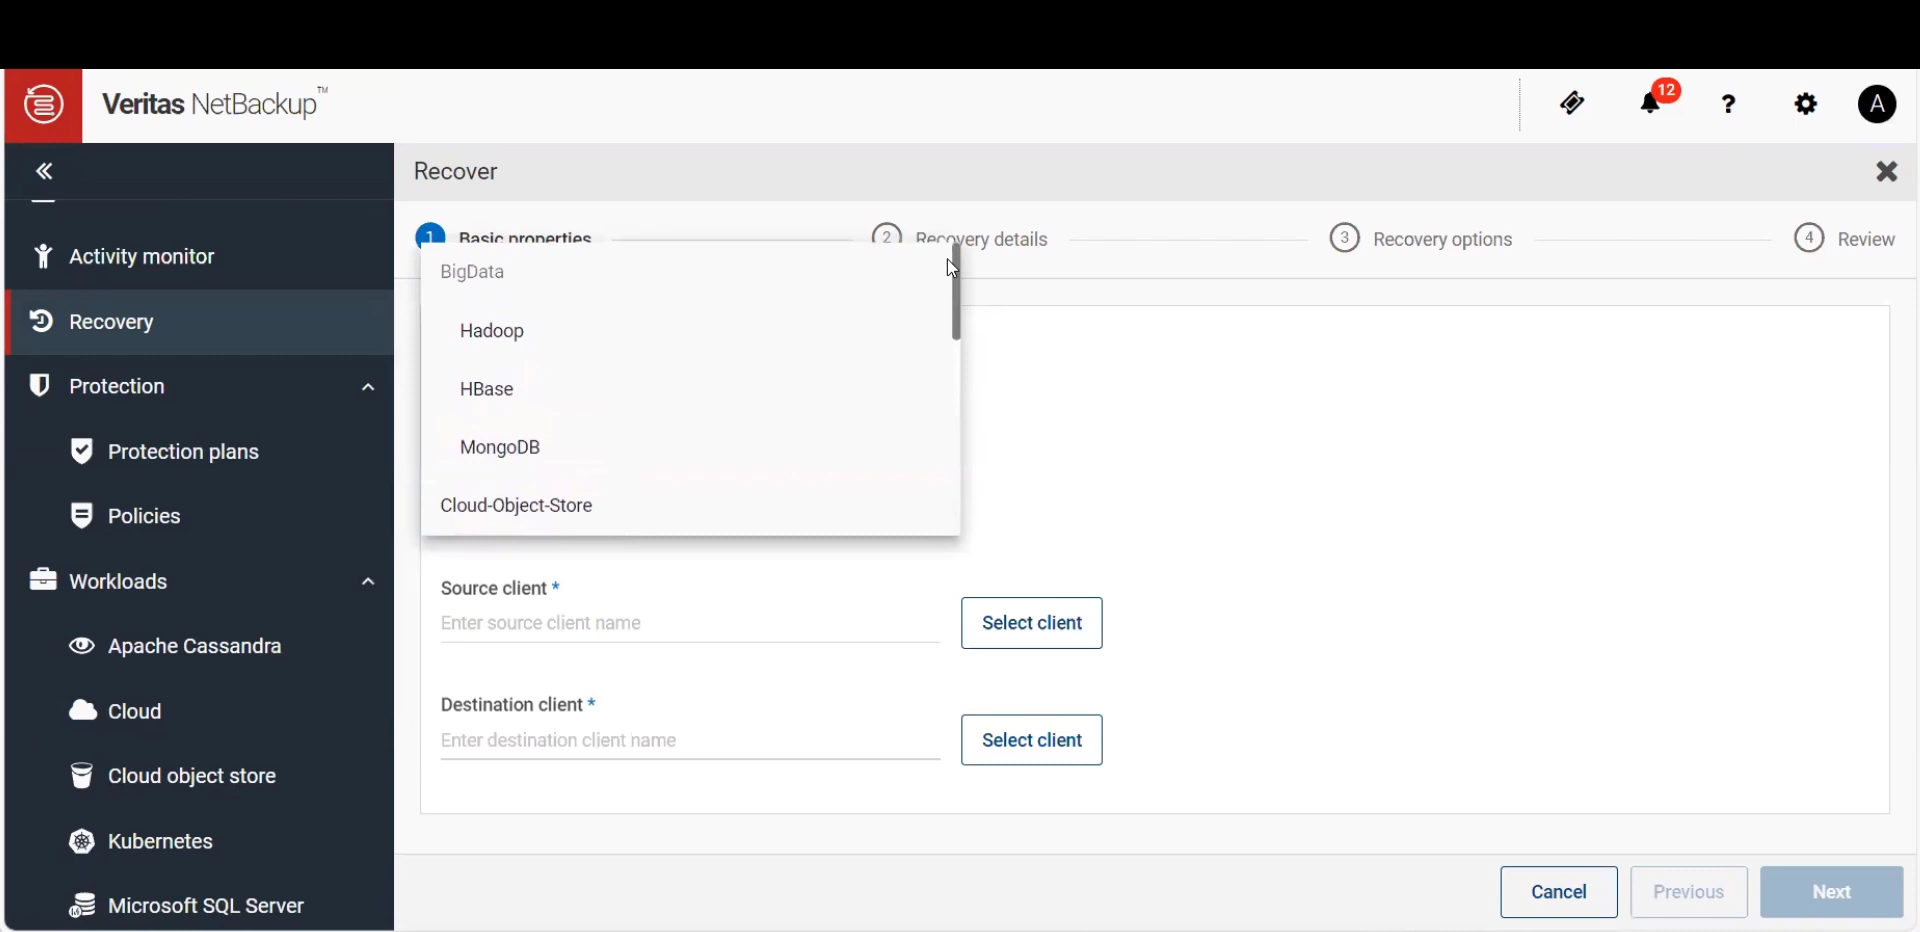 Veritas NetBackup™
12
?
A
Recover
1 Basic properties
2 Recovery details
3 Recovery options
4 Review
Activity monitor
Recovery
Protection
Protection plans
Policies
Workloads
Apache Cassandra
Cloud
Cloud object store
Kubernetes
Microsoft SQL Server
BigData
Hadoop
HBase
MongoDB
Cloud-Object-Store
Source client *
Enter source client name
Select client
Destination client *
Enter destination client name
Select client
Cancel
Previous
Next